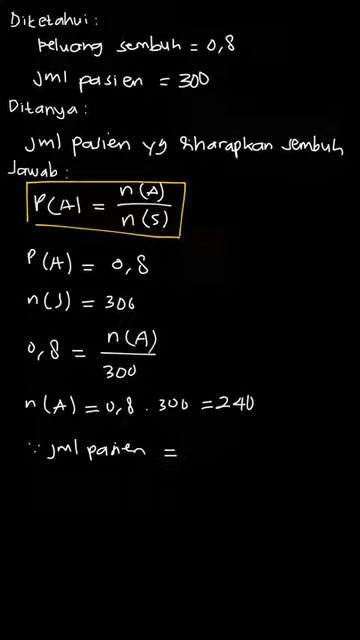 Diketahui:
peluang sembuh = 0,8
jml pasien = 300
Ditanya:
jml pasien yg diharapkan sembuh
Jawab:
P(A) = n(A) / n(S)
P(A) = 0,8
n(S) = 300
0,8 = n(A) / 300
n(A) = 0,8 . 300 = 240
∵ jml pasien =